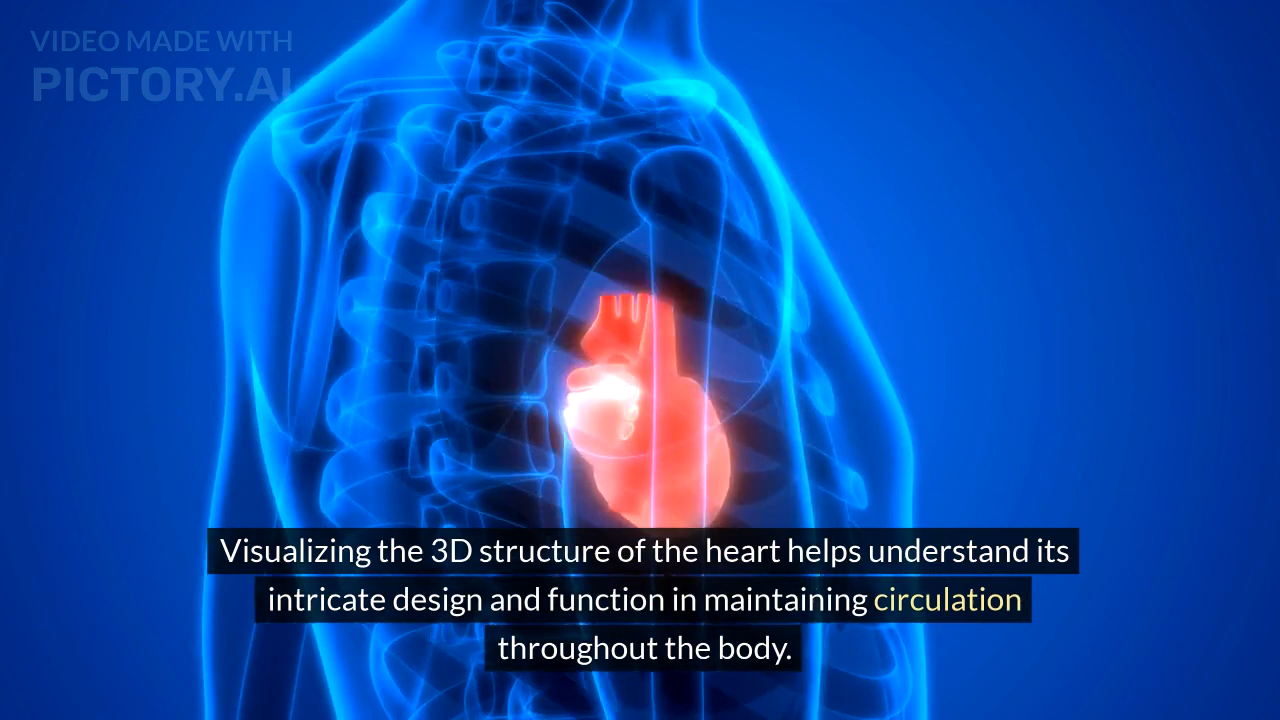 VIDEO MADE WITH
PICTORY.AI
Visualizing the 3D structure of the heart helps understand its
intricate design and function in maintaining circulation
throughout the body.